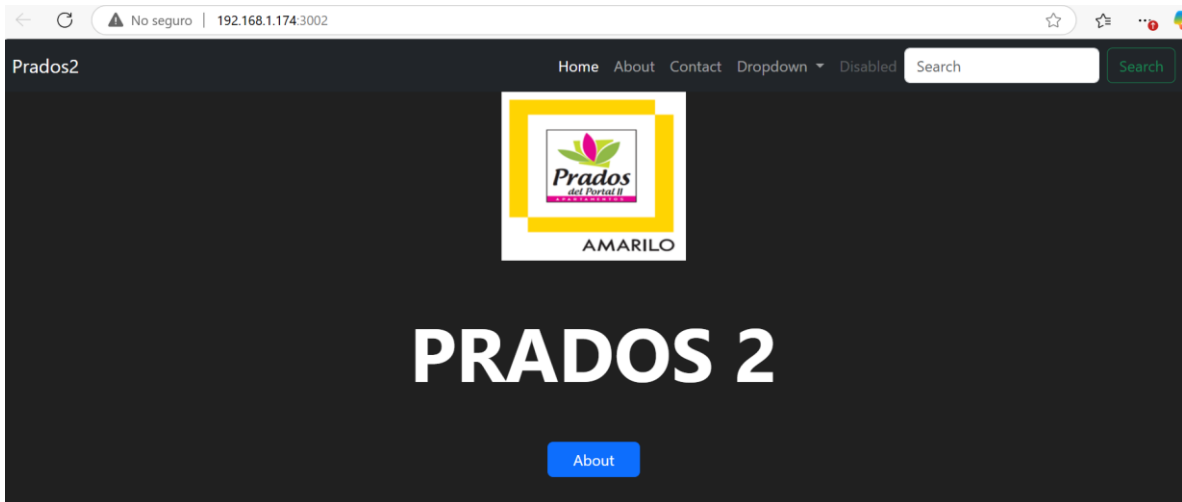 No seguro | 192.168.1.174:3002
Prados2 Home About Contact Dropdown Disabled Search Search
Prados
del Portal II
APARTAMENTOS
AMARILO
PRADOS 2
About